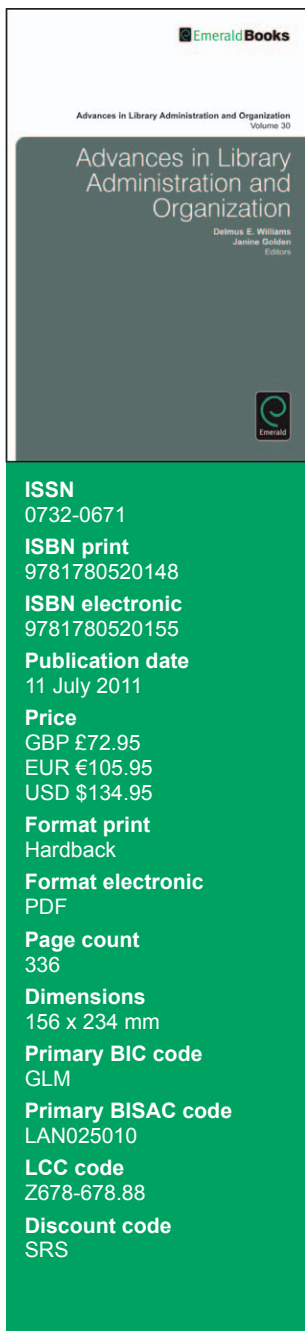 Emerald Books
Advances in Library Administration and Organization
Volume 30
Advances in Library
Administration and
Organization
Delmus E. Williams
Janine Golden
Editors
Emerald
ISSN
0732-0671
ISBN print
9781780520148
ISBN electronic
9781780520155
Publication date
11 July 2011
Price
GBP £72.95
EUR €105.95
USD $134.95
Format print
Hardback
Format electronic
PDF
Page count
336
Dimensions
156 x 234 mm
Primary BIC code
GLM
Primary BISAC code
LAN025010
LCC code
Z678-678.88
Discount code
SRS